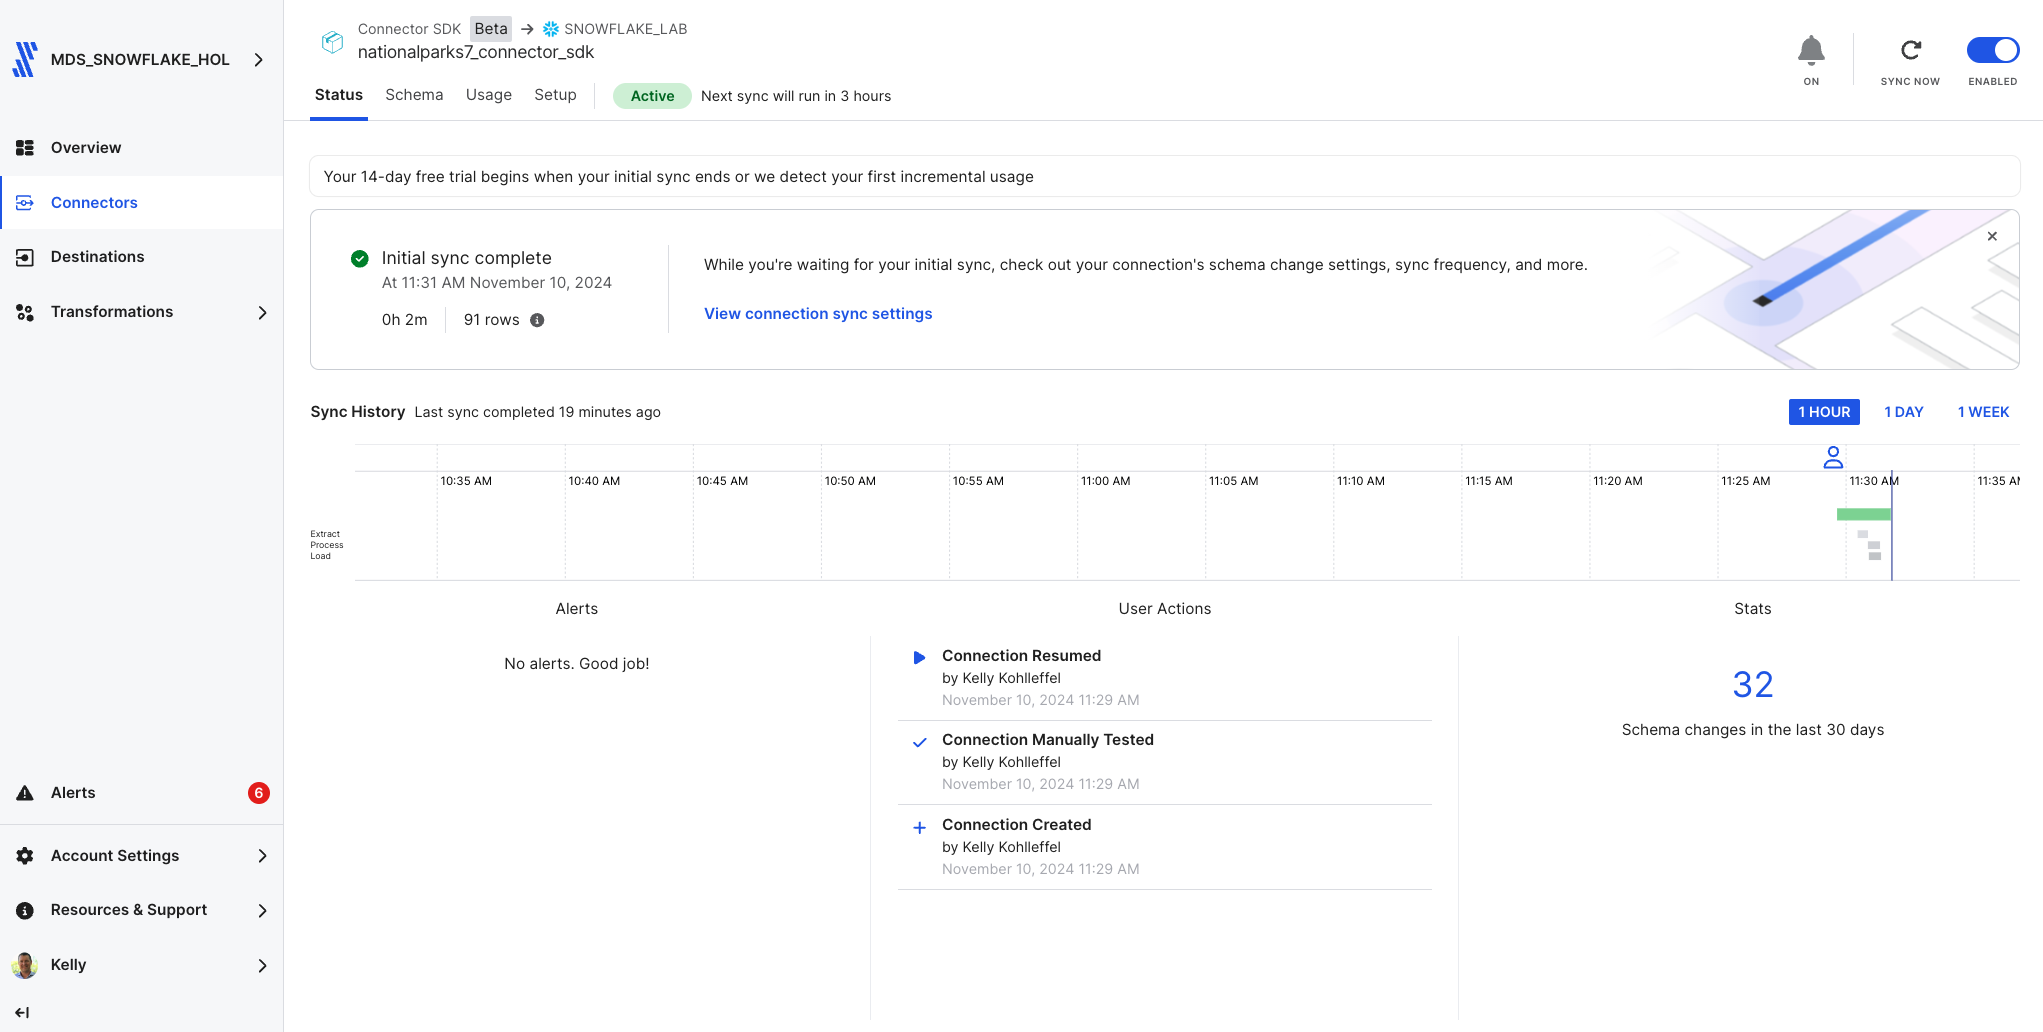 MDS_SNOWFLAKE_HOL
Overview
Connectors
Destinations
Transformations
Alerts
6
Account Settings
Resources & Support
Kelly
Connector SDK Beta → SNOWFLAKE_LAB
nationalparks7_connector_sdk
ON
SYNC NOW
ENABLED
Status Schema Usage Setup Active Next sync will run in 3 hours
Your 14-day free trial begins when your initial sync ends or we detect your first incremental usage
Initial sync complete
At 11:31 AM November 10, 2024
0h 2m 91 rows
While you're waiting for your initial sync, check out your connection's schema change settings, sync frequency, and more.
View connection sync settings
Sync History Last sync completed 19 minutes ago
1 HOUR 1 DAY 1 WEEK
10:35 AM 10:40 AM 10:45 AM 10:50 AM 10:55 AM 11:00 AM 11:05 AM 11:10 AM 11:15 AM 11:20 AM 11:25 AM 11:30 AM 11:35 AM
Extract
Process
Load
Alerts
No alerts. Good job!
User Actions
Connection Resumed
by Kelly Kohlleffel
November 10, 2024 11:29 AM
Connection Manually Tested
by Kelly Kohlleffel
November 10, 2024 11:29 AM
Connection Created
by Kelly Kohlleffel
November 10, 2024 11:29 AM
Stats
32
Schema changes in the last 30 days